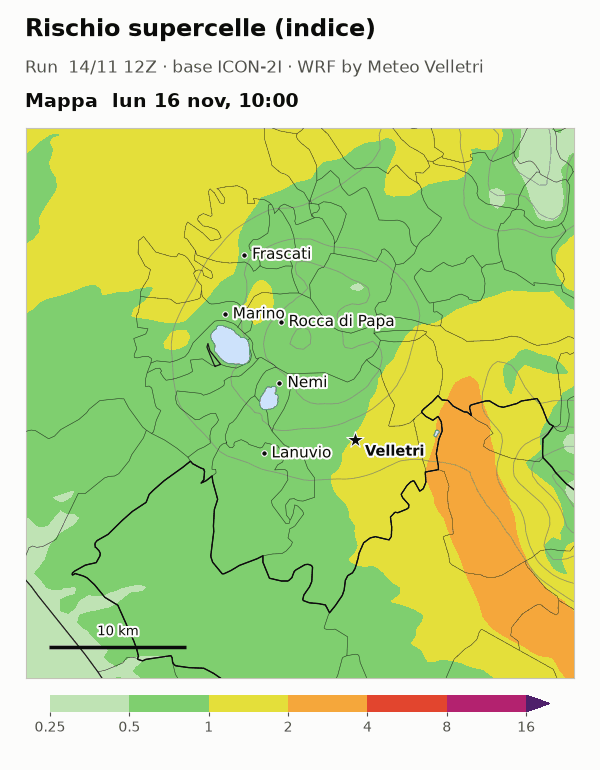 Rischio supercelle (indice)
Run  14/11 12Z · base ICON-2I · WRF by Meteo Velletri
Mappa  lun 16 nov, 10:00
Frascati
Marino
Rocca di Papa
Nemi
Velletri
Lanuvio
10 km
0.25 0.5 1 2 4 8 16